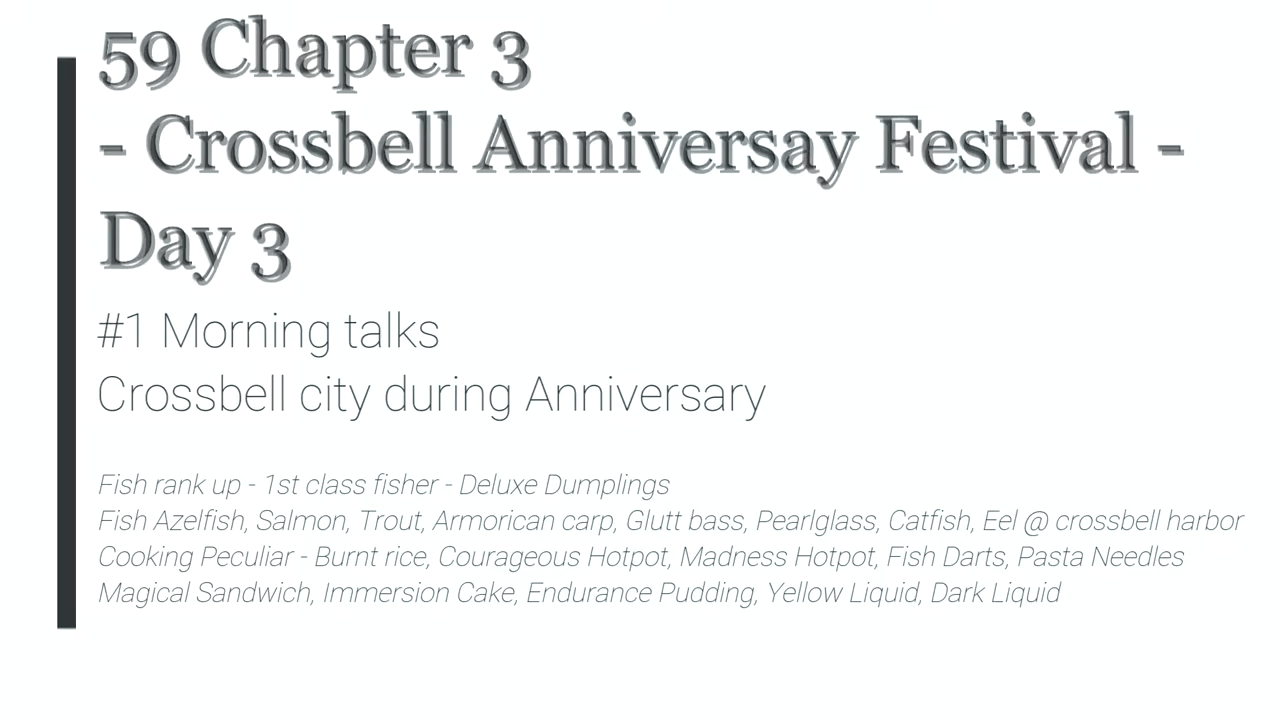 59 Chapter 3
- Crossbell Anniversay Festival -
Day 3
#1 Morning talks
Crossbell city during Anniversary
Fish rank up - 1st class fisher - Deluxe Dumplings
Fish Azelfish, Salmon, Trout, Armorican carp, Glutt bass, Pearlglass, Catfish, Eel @ crossbell harbor
Cooking Peculiar - Burnt rice, Courageous Hotpot, Madness Hotpot, Fish Darts, Pasta Needles
Magical Sandwich, Immersion Cake, Endurance Pudding, Yellow Liquid, Dark Liquid